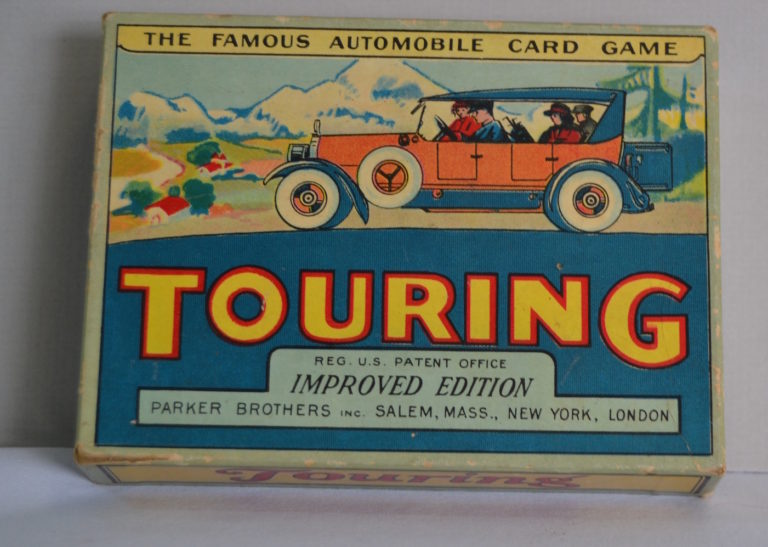 THE FAMOUS AUTOMOBILE CARD GAME
TOURING
REG. U.S. PATENT OFFICE
IMPROVED EDITION
PARKER BROTHERS INC. SALEM, MASS., NEW YORK, LONDON
Touring